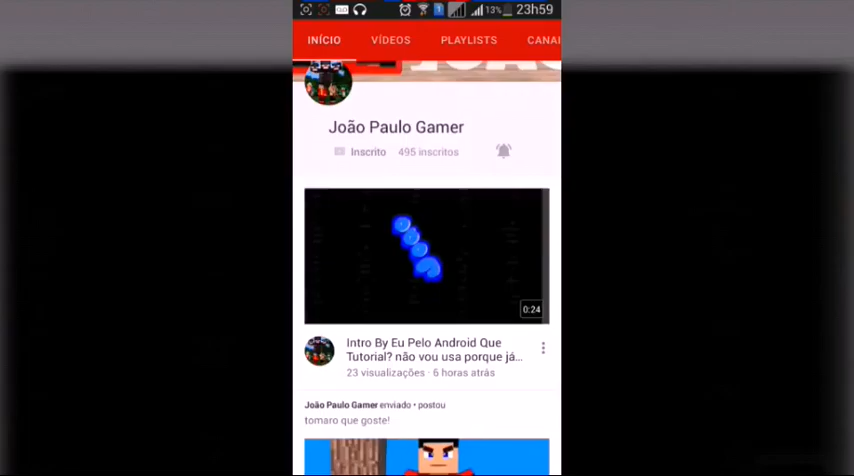 13% 23h59
INÍCIO VÍDEOS PLAYLISTS CANAI
João Paulo Gamer
Inscrito 495 inscritos
0:24
Intro By Eu Pelo Android Que
Tutorial? não vou usa porque já...
23 visualizações · 6 horas atrás
João Paulo Gamer enviado • postou
tomaro que goste!